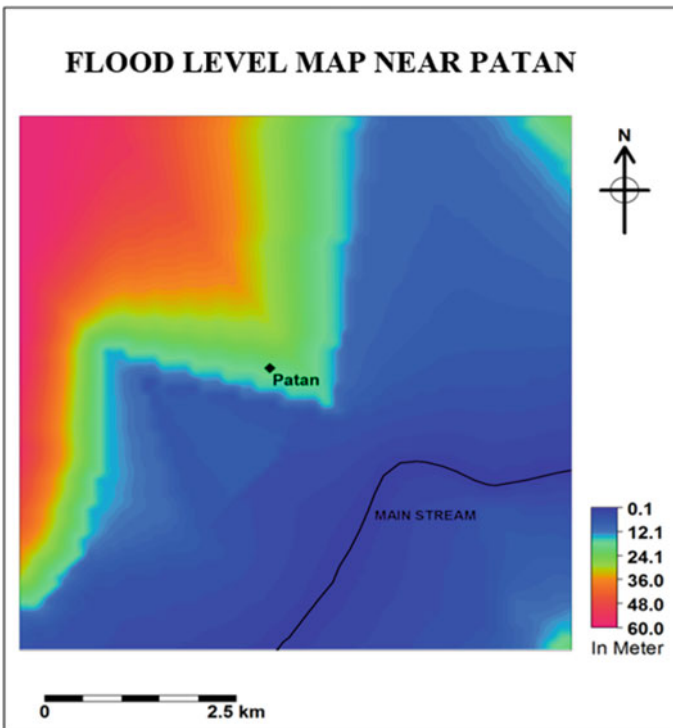 FLOOD LEVEL MAP NEAR PATAN
N
Patan
MAIN STREAM
0.1
12.1
24.1
36.0
48.0
60.0
In Meter
0 2.5 km